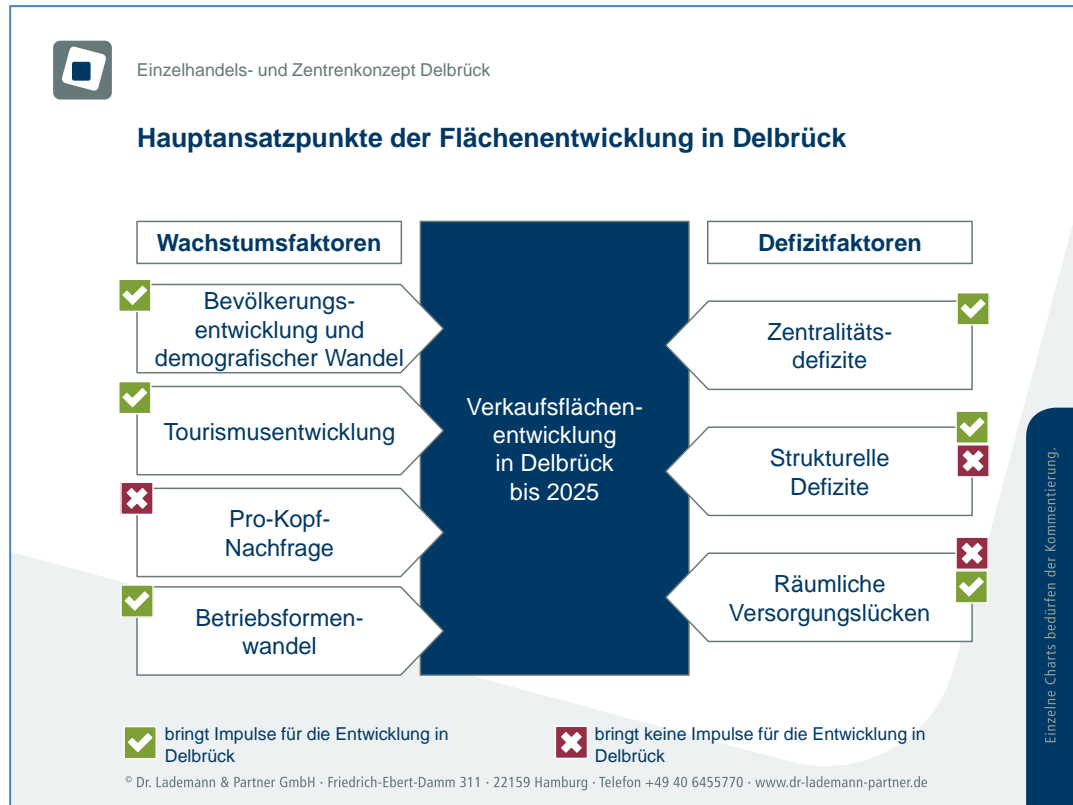 Einzelhandels- und Zentrenkonzept Delbrück
Hauptansatzpunkte der Flächenentwicklung in Delbrück
Wachstumsfaktoren
Bevölkerungs-
entwicklung und
demografischer Wandel
Tourismusentwicklung
Pro-Kopf-
Nachfrage
Betriebsformen-
wandel
Verkaufsflächen-
entwicklung
in Delbrück
bis 2025
Defizitfaktoren
Zentralitäts-
defizite
Strukturelle
Defizite
Räumliche
Versorgungslücken
bringt Impulse für die Entwicklung in
Delbrück
bringt keine Impulse für die Entwicklung in
Delbrück
© Dr. Lademann & Partner GmbH · Friedrich-Ebert-Damm 311 · 22159 Hamburg · Telefon +49 40 6455770 · www.dr-lademann-partner.de
Einzelne Charts bedürfen der Kommentierung.